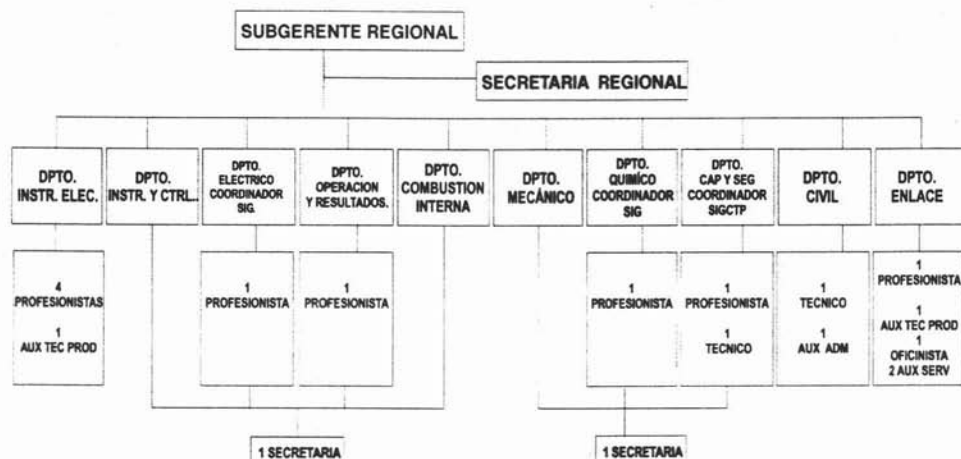 SUBGERENTE REGIONAL
SECRETARIA REGIONAL
DPTO.
INSTR. ELEC.
DPTO.
INSTR. Y CTRL..
DPTO.
ELECTRICO
COORDINADOR
SIG.
DPTO.
OPERACION
Y RESULTADOS.
DPTO.
COMBUSTION
INTERNA
DPTO.
MECÁNICO
DPTO.
QUIMÍCO
COORDINADOR
SIG
DPTO.
CAP Y SEG
COORDINADOR
SIGCTP
DPTO.
CIVIL
DPTO.
ENLACE
4
PROFESIONISTAS
1
AUX TEC PROD
1
PROFESIONISTA
1
PROFESIONISTA
1
PROFESIONISTA
1
PROFESIONISTA
1
TECNICO
1
TECNICO
1
AUX ADM
1
PROFESIONISTA
1
AUX TEC PROD
1
OFICINISTA
2 AUX SERV
1 SECRETARIA
1 SECRETARIA